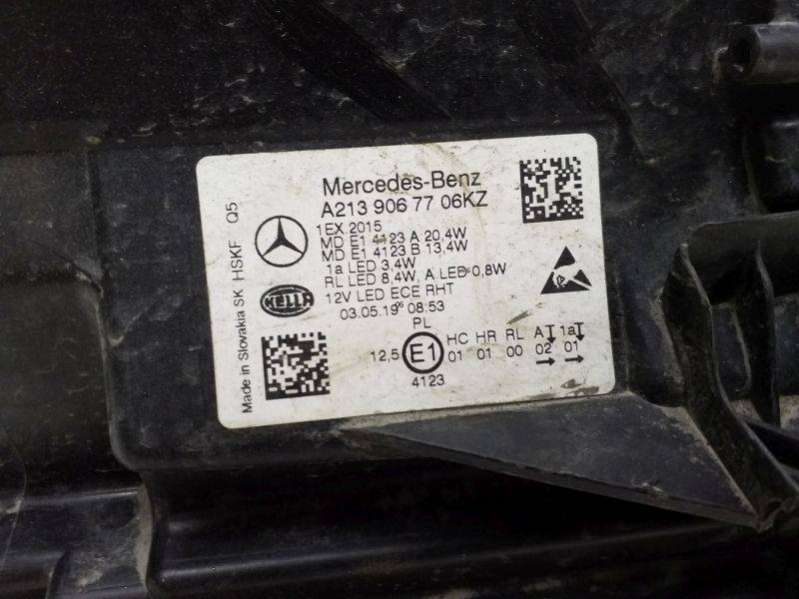 Mercedes-Benz
A213 906 77 06KZ
1EX 2015
MD E1 4123 A 20,4W
MD E1 4123 B 13,4W
1a LED 3,4W
RL LED 8,4W, A LED 0,8W
12V LED ECE RHT
03.05.19 08:53
PL
HELLA
Made in Slovakia SK HSKF Q5
12,5 E1
4123
HC HR RL A 1a
01 01 00 02 01